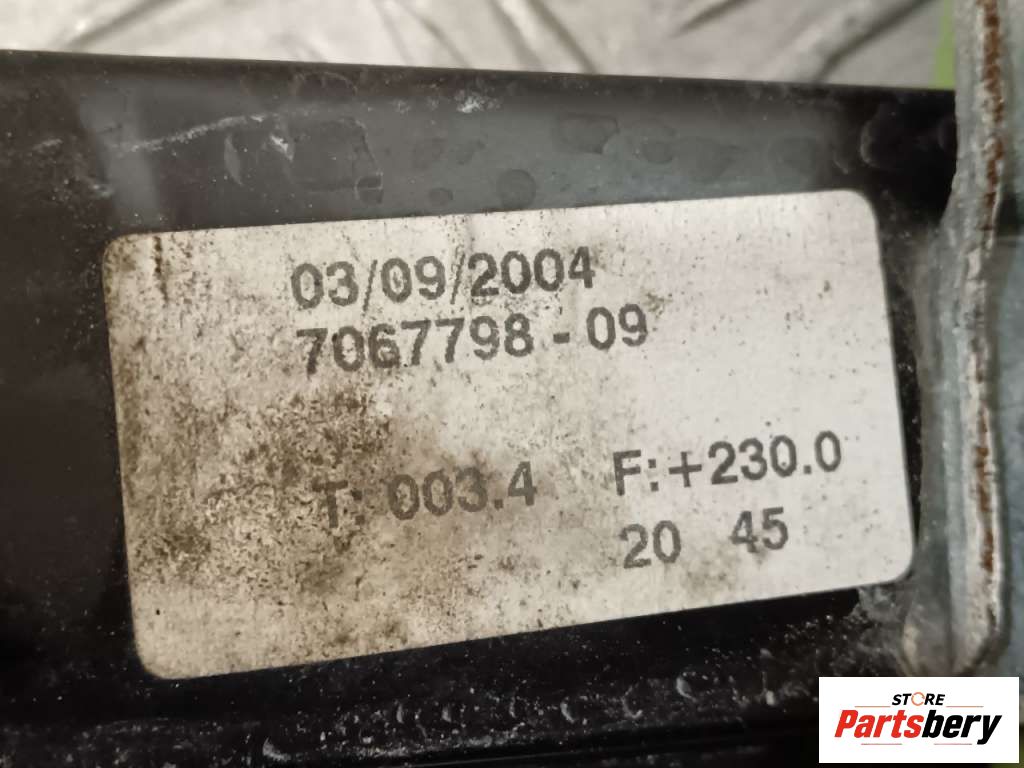 03/09/2004
7067798 - 09
T: 003.4 F:+230.0
20 45
STORE
Partsbery